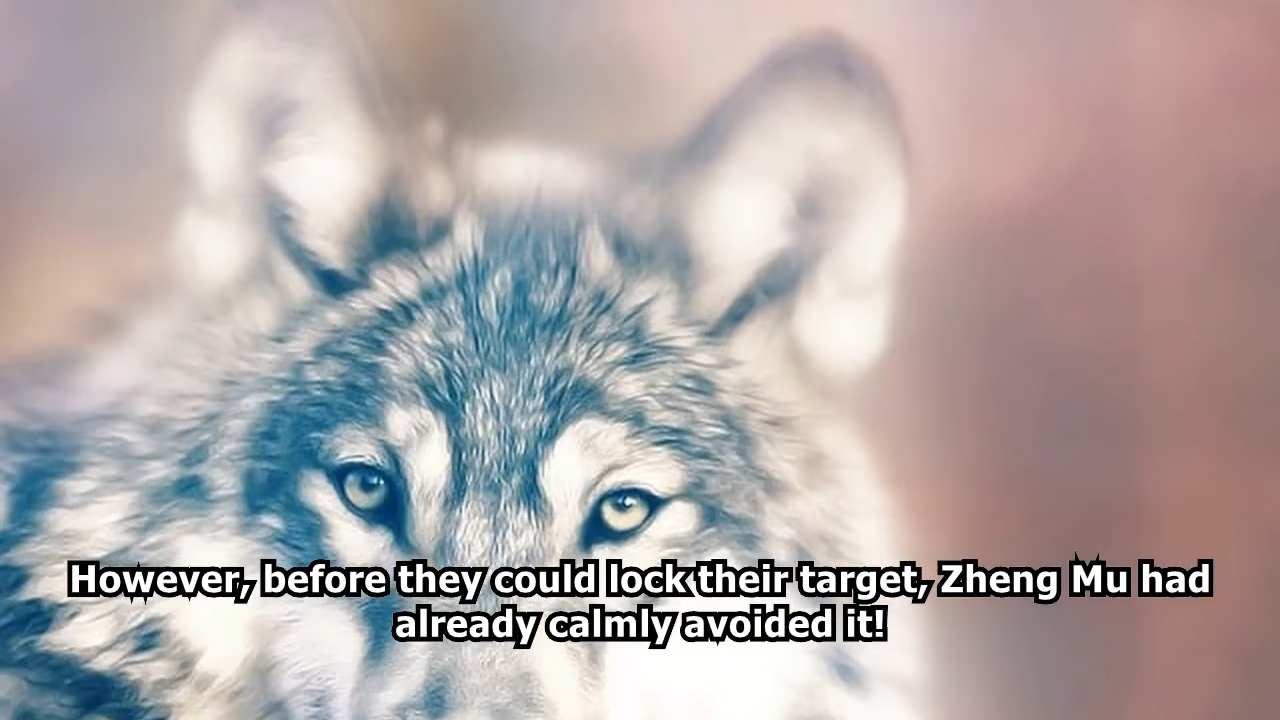 However, before they could lock their target, Zheng Mu had
already calmly avoided it!